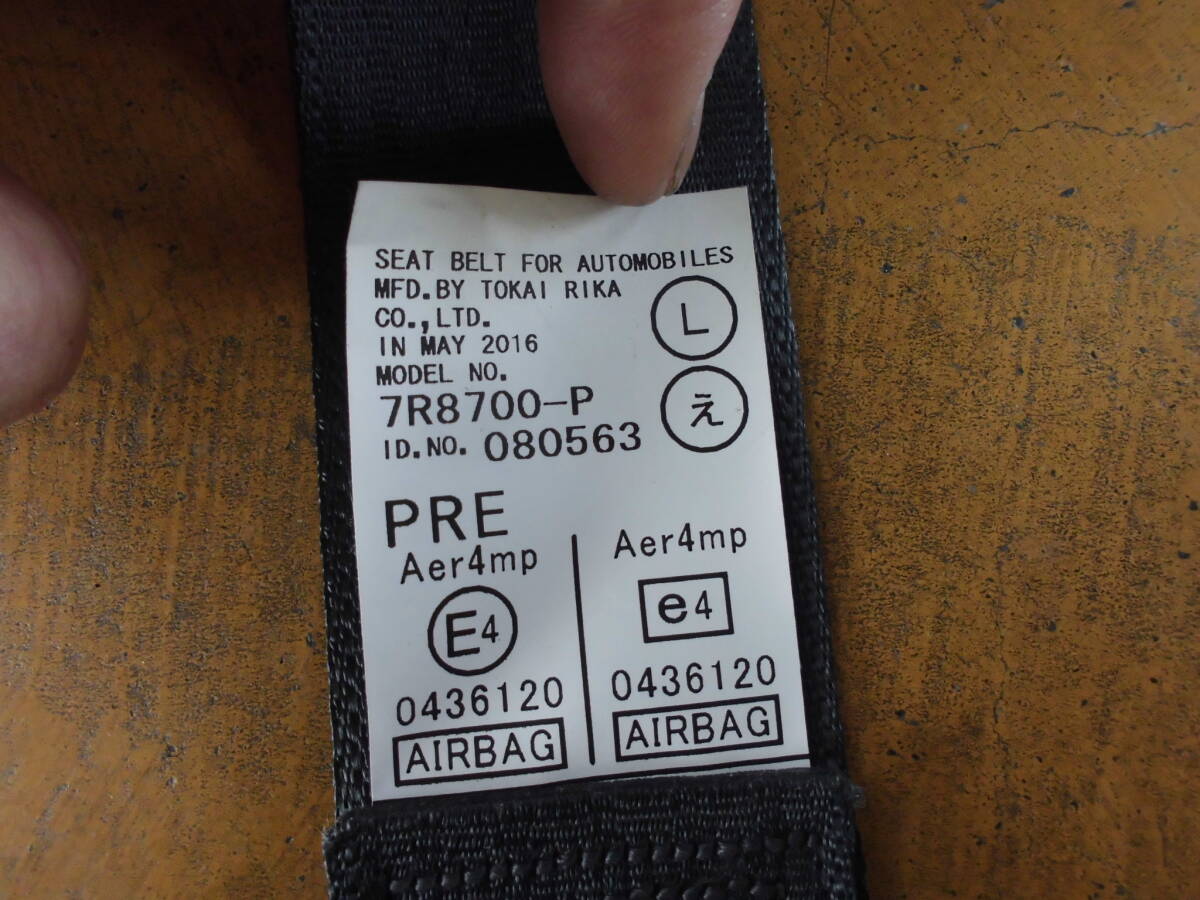 SEAT BELT FOR AUTOMOBILES
MFD.BY TOKAI RIKA
CO.,LTD.
L
IN MAY 2016
MODEL NO.
7R8700-P
え
ID.NO. 080563
PRE
Aer4mp
E4
0436120
AIRBAG
Aer4mp
e4
0436120
AIRBAG